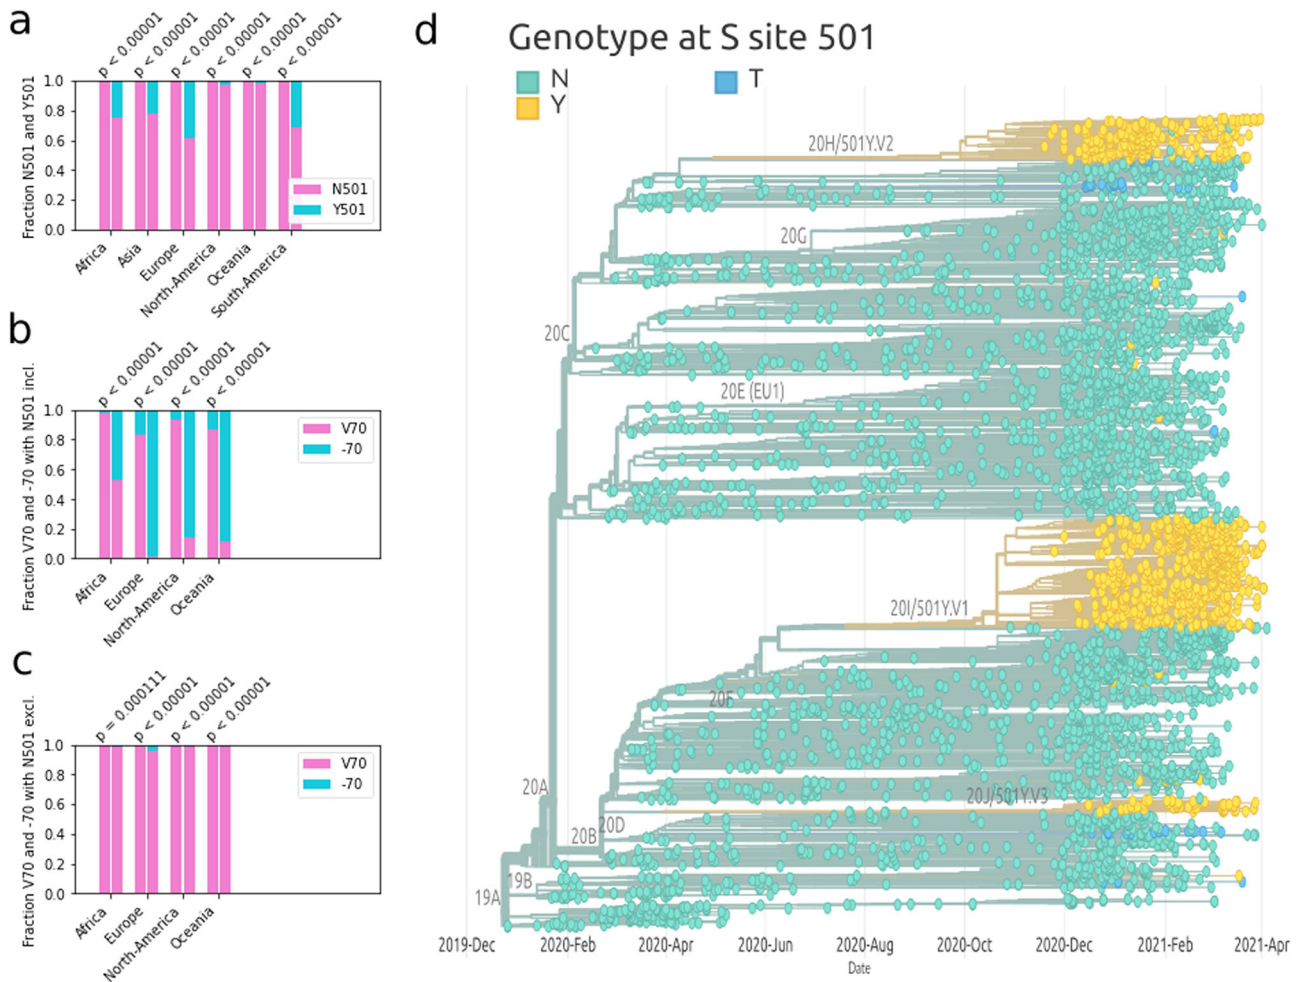 a
p < 0.00001
p < 0.00001
p < 0.00001
p < 0.00001
p < 0.00001
p < 0.00001
Fraction N501 and Y501
1.0
0.8
0.6
0.4
0.2
0.0
N501
Y501
Africa
Asia
Europe
North-America
Oceania
South-America
b
p < 0.00001
p < 0.00001
p < 0.00001
p < 0.00001
Fraction V70 and -70 with N501 incl.
1.0
0.8
0.6
0.4
0.2
0.0
V70
-70
Africa
Europe
North-America
Oceania
c
p = 0.000111
p < 0.00001
p < 0.00001
p < 0.00001
Fraction V70 and -70 with N501 excl.
1.0
0.8
0.6
0.4
0.2
0.0
V70
-70
Africa
Europe
North-America
Oceania
d
Genotype at S site 501
N
T
Y
20H/501Y.V2
20G
20C
20E (EU1)
20I/501Y.V1
20F
20A
20J/501Y.V3
20D
20B
19B
19A
2019-Dec
2020-Feb
2020-Apr
2020-Jun
2020-Aug
2020-Oct
2020-Dec
2021-Feb
2021-Apr
Date